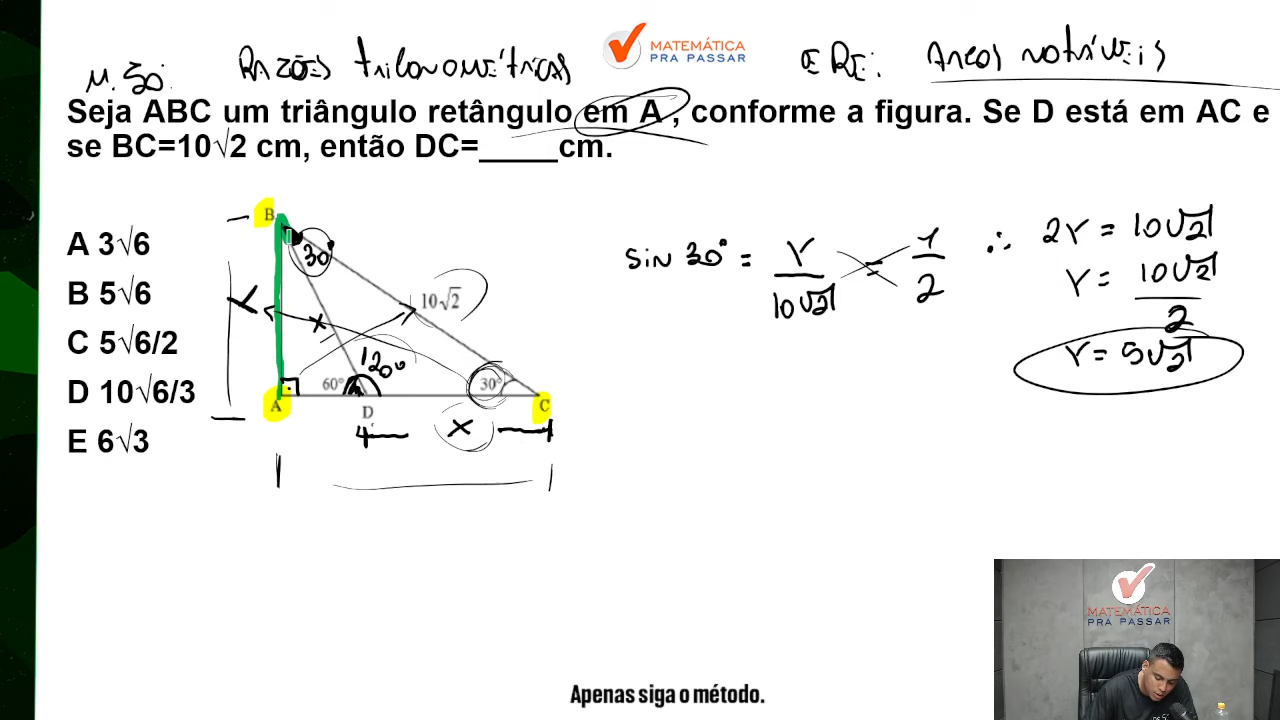 MATEMÁTICA
PRA PASSAR
M. 50:
RAZÕES trigonométricas
E RE: Arcos notáveis
Seja ABC um triângulo retângulo em A, conforme a figura. Se D está em AC e
se BC=10√2 cm, então DC=_____cm.
A 3√6
B 5√6
C 5√6/2
D 10√6/3
E 6√3
B
30°
10√2
Y
x
120°
60°
30°
A
D
C
x
sin 30° = Y/10√2 = 1/2 ∴ 2Y = 10√2
Y = 10√2/2
Y = 5√2
MATEMÁTICA
PRA PASSAR
Apenas siga o método.